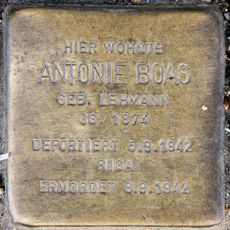 HIER WOHNTE
ANTONIE BOAS
GEB. LEHMANN
JG. 1874
DEPORTIERT 5.9.1942
RIGA
ERMORDET 8.9.1942